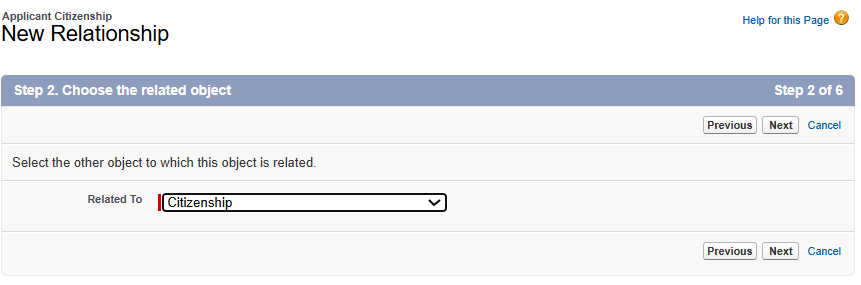 Applicant Citizenship
New Relationship
Help for this Page ?
Step 2. Choose the related object
Step 2 of 6
Previous Next Cancel
Select the other object to which this object is related.
Related To Citizenship
Previous Next Cancel